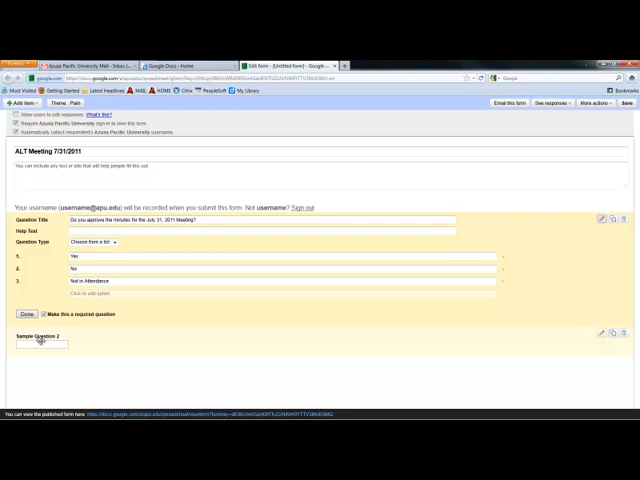 Firefox
Azusa Pacific University Mail - Inbox (
Google Docs - Home
Edit form - [Untitled form] - Google ...
google.com
Google
Most Visited
Getting Started
Latest Headlines
MAIL
HOME
Citrix
PeopleSoft
My Library
Add item
Theme: Plain
Email this form
See responses
More actions
Save
Allow users to edit responses. What's this?
Require Azusa Pacific University sign-in to view this form.
Automatically collect respondent's Azusa Pacific University username.
ALT Meeting 7/31/2011
You can include any text or info that will help people fill this out.
Your username (username@apu.edu) will be recorded when you submit this form. Not username? Sign out
Question Title
Do you approve the minutes for the July 31, 2011 Meeting?
Help Text
Question Type
Choose from a list
1. Yes
2. No
3. Not in Attendance
Click to add option
Done
Make this a required question
Sample Question 2
You can view the published form here: